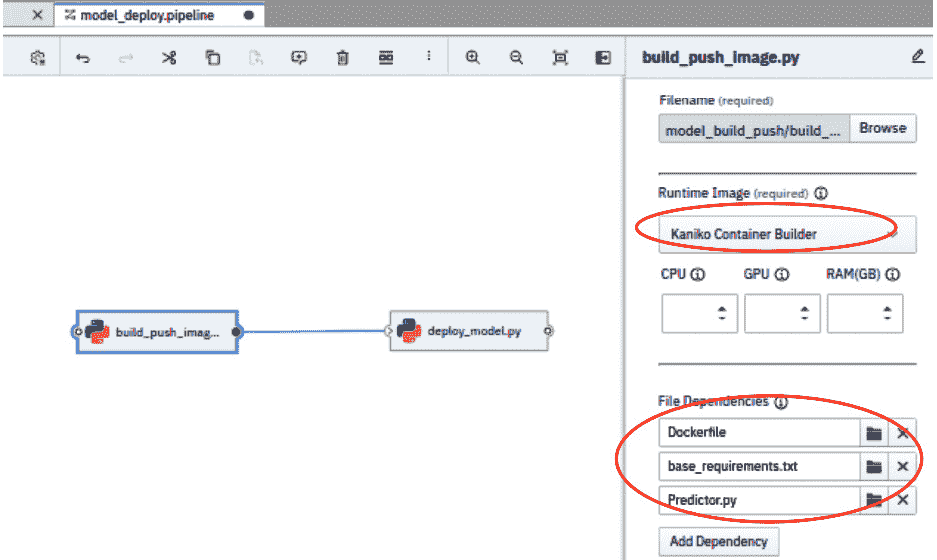 model_deploy.pipeline
build_push_image.py
Filename (required)
model_build_push/build_...
Browse
Runtime Image (required)
Kaniko Container Builder
CPU
GPU
RAM(GB)
build_push_imag...
deploy_model.py
File Dependencies
Dockerfile
base_requirements.txt
Predictor.py
Add Dependency